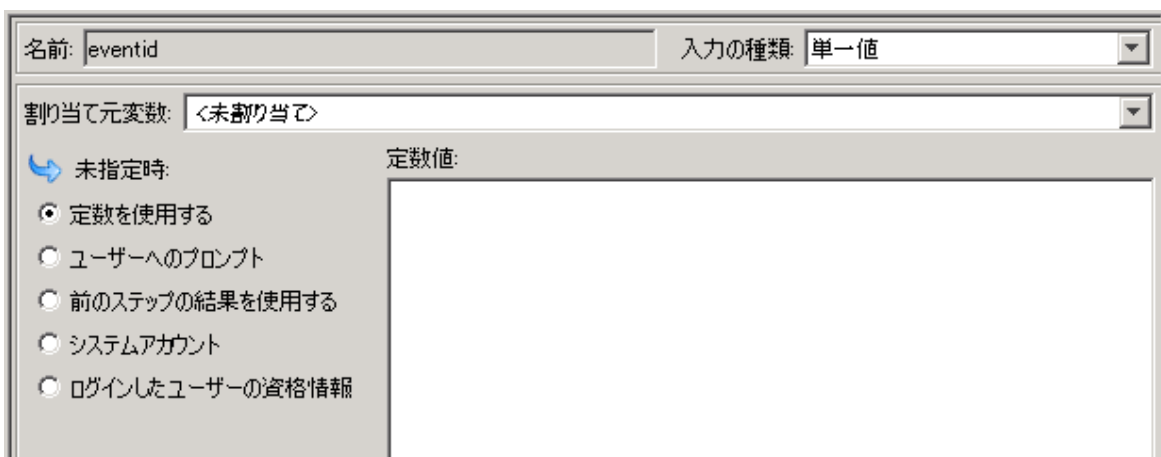 名前: eventid 入力の種類: 単一値
割り当て元変数: <未割り当て>
未指定時: 定数値:
定数を使用する
ユーザーへのプロンプト
前のステップの結果を使用する
システムアカウント
ログインしたユーザーの資格情報